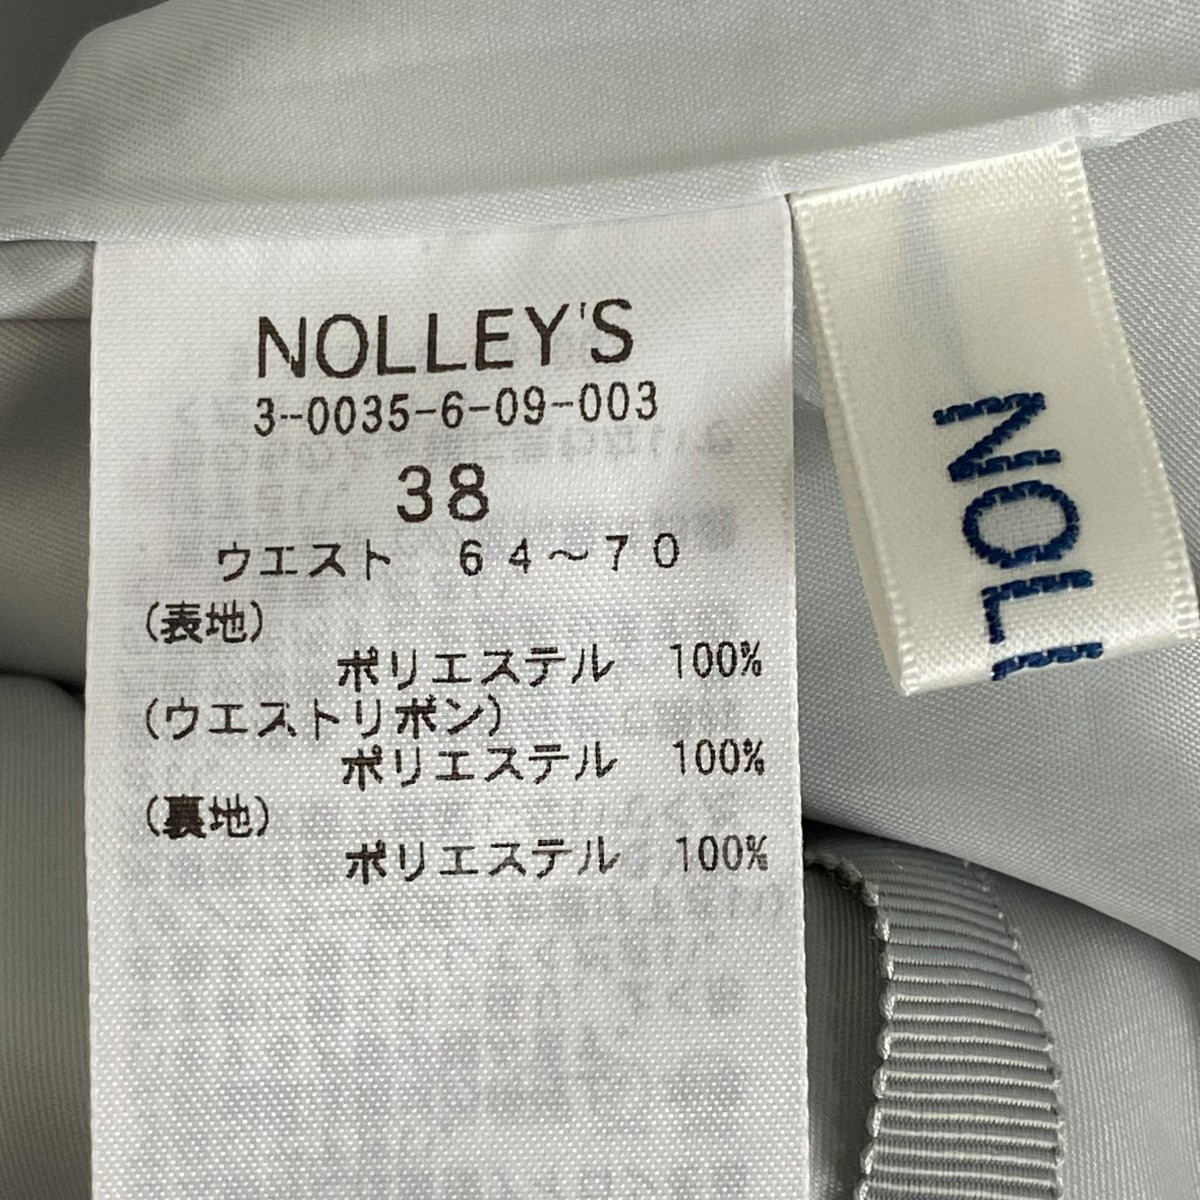 NOLLEY'S
3-0035-6-09-003
38
ウエスト 64～70
(表地)
ポリエステル 100%
(ウエストリボン)
ポリエステル 100%
(裏地)
ポリエステル 100%
NOLL